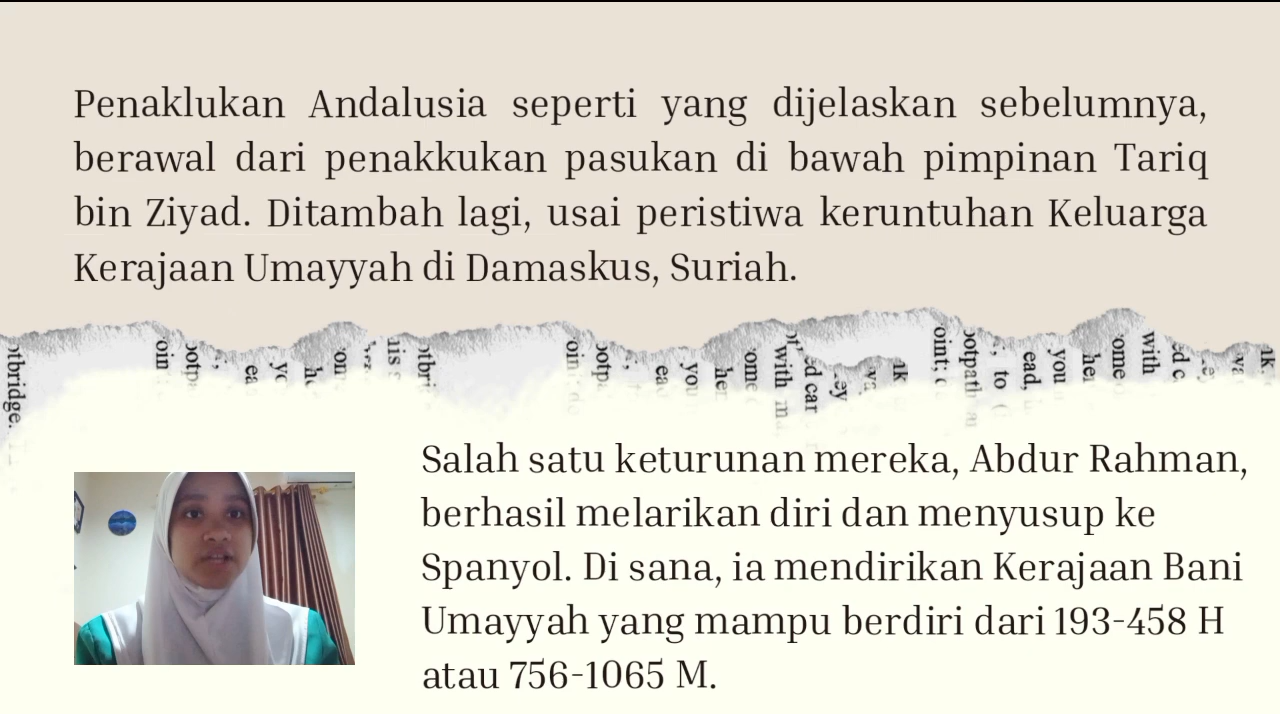 Penaklukan Andalusia seperti yang dijelaskan sebelumnya,
berawal dari penakkukan pasukan di bawah pimpinan Tariq
bin Ziyad. Ditambah lagi, usai peristiwa keruntuhan Keluarga
Kerajaan Umayyah di Damaskus, Suriah.
Salah satu keturunan mereka, Abdur Rahman,
berhasil melarikan diri dan menyusup ke
Spanyol. Di sana, ia mendirikan Kerajaan Bani
Umayyah yang mampu berdiri dari 193-458 H
atau 756-1065 M.